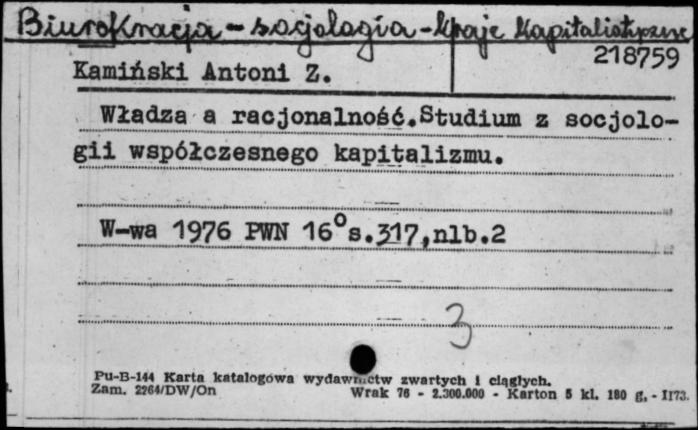 Biurokracja - socjologia - kraje kapitalistyczne
218759
Kamiński Antoni Z.
Władza a racjonalność.Studium z socjolo-
gii współczesnego kapitalizmu.
W-wa 1976 PWN 16° s.317,nlb.2
3
Pu-B-144 Karta katalogowa wydawnictw zwartych i ciągłych.
Zam. 2264/DW/On Wrak 76 - 2.300.000 - Karton 5 kl. 180 g. - II73.